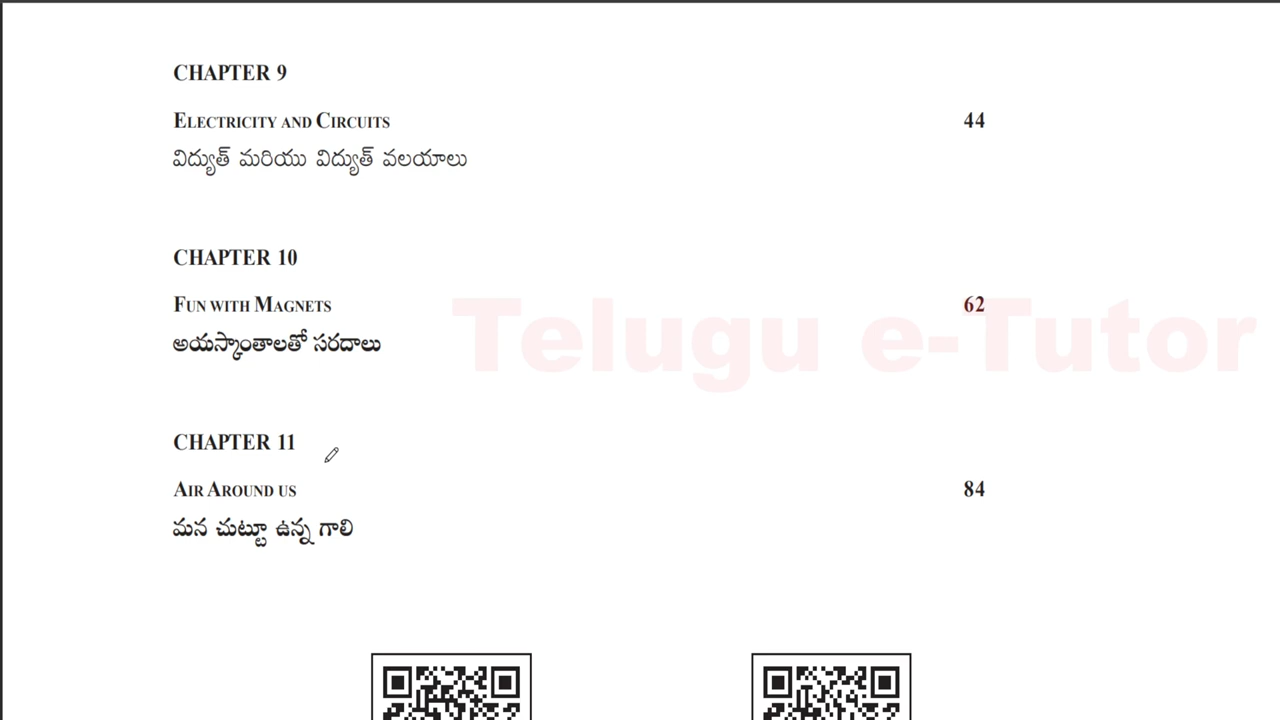 CHAPTER 9
ELECTRICITY AND CIRCUITS 44
విద్యుత్ మరియు విద్యుత్ వలయాలు
CHAPTER 10
FUN WITH MAGNETS 62
అయస్కాంతాలతో సరదాలు
Telugu e-Tutor
CHAPTER 11
AIR AROUND US 84
మన చుట్టూ ఉన్న గాలి